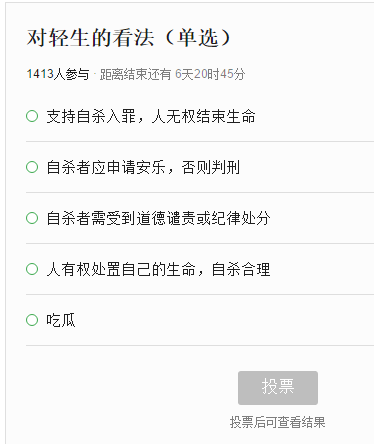 对轻生的看法（单选）
1413人参与 · 距离结束还有 6天20时45分
支持自杀入罪，人无权结束生命
自杀者应申请安乐，否则判刑
自杀者需受到道德谴责或纪律处分
人有权处置自己的生命，自杀合理
吃瓜
投票
投票后可查看结果